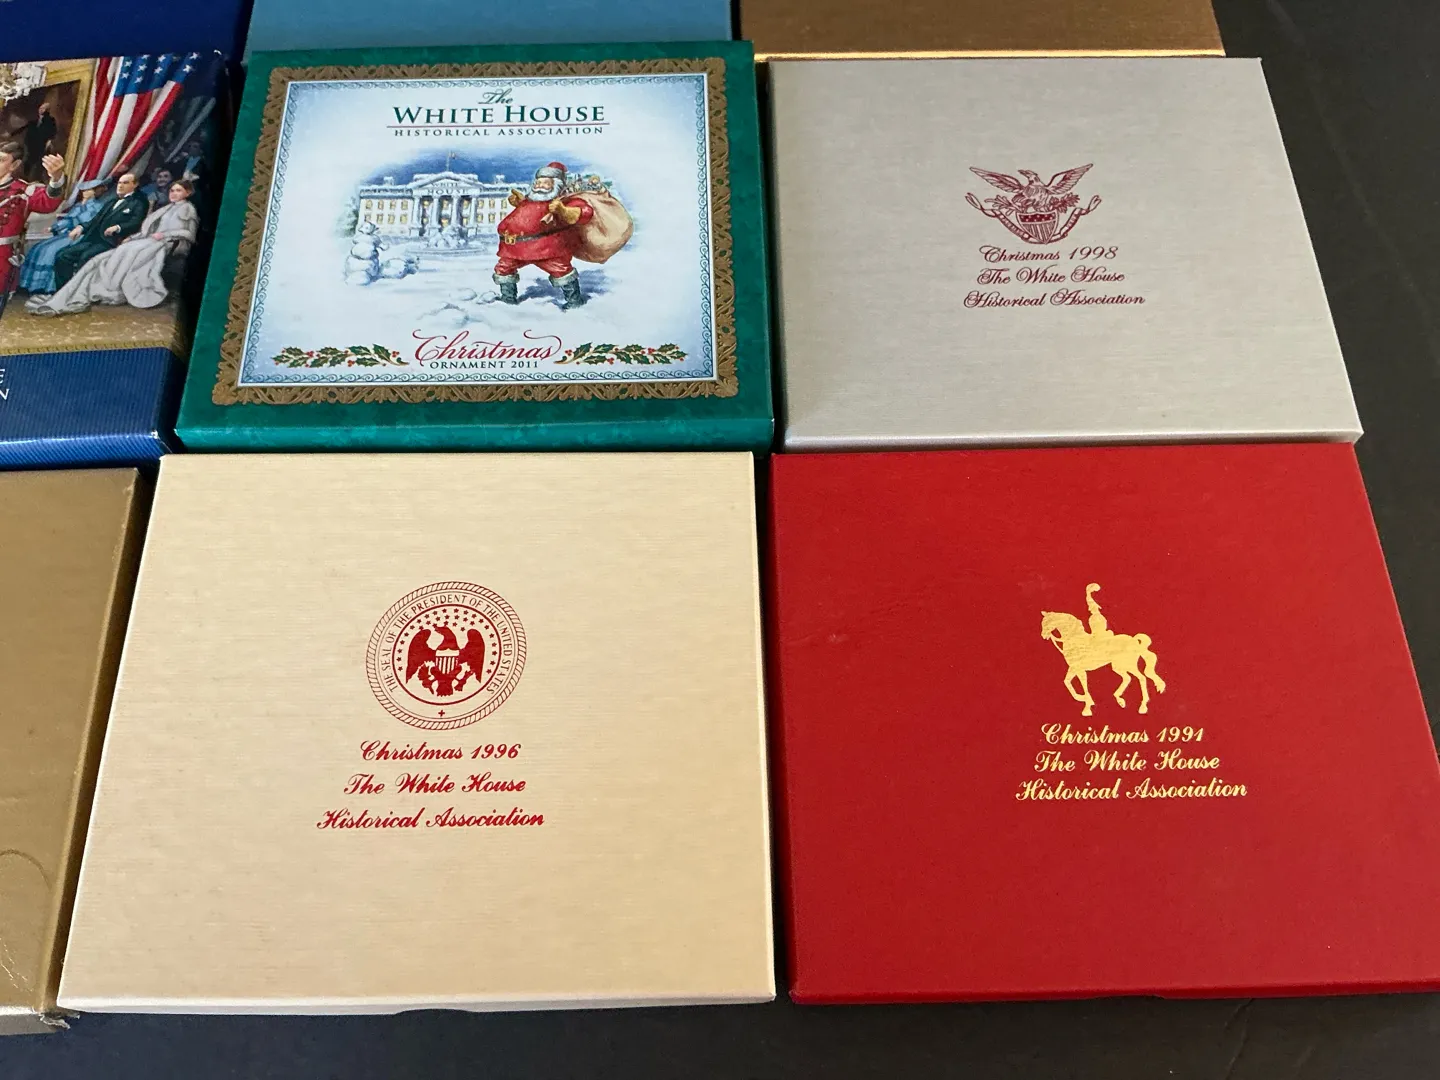 The
WHITE HOUSE
HISTORICAL ASSOCIATION
WHITE
HOUSE
Christmas
ORNAMENT 2011
Christmas 1998
The White House
Historical Association
THE SEAL OF THE PRESIDENT OF THE UNITED STATES
Christmas 1996
The White House
Historical Association
Christmas 1991
The White House
Historical Association